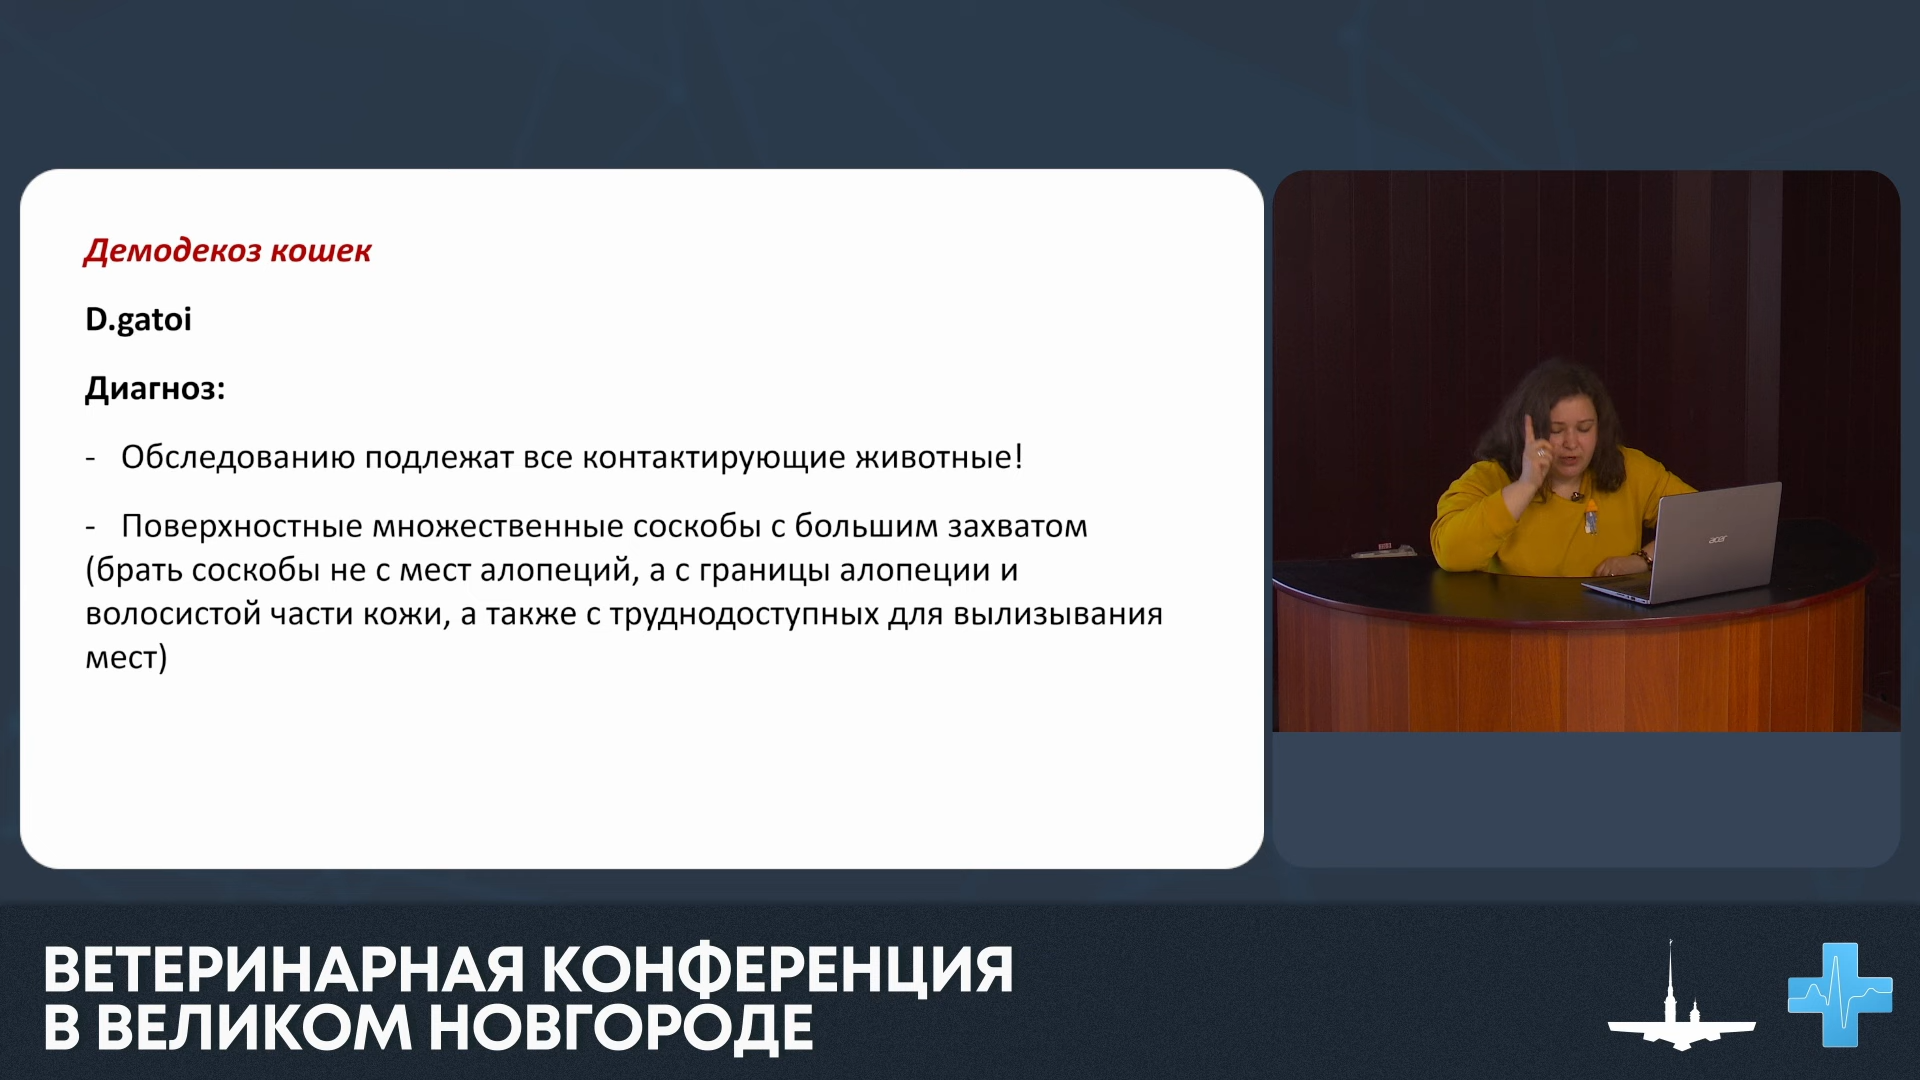 Демодекоз кошек
D.gatoi
Диагноз:
- Обследованию подлежат все контактирующие животные!
- Поверхностные множественные соскобы с большим захватом
(брать соскобы не с мест алопеций, а с границы алопеции и
волосистой части кожи, а также с труднодоступных для вылизывания
мест)
acer
ВЕТЕРИНАРНАЯ КОНФЕРЕНЦИЯ
В ВЕЛИКОМ НОВГОРОДЕ